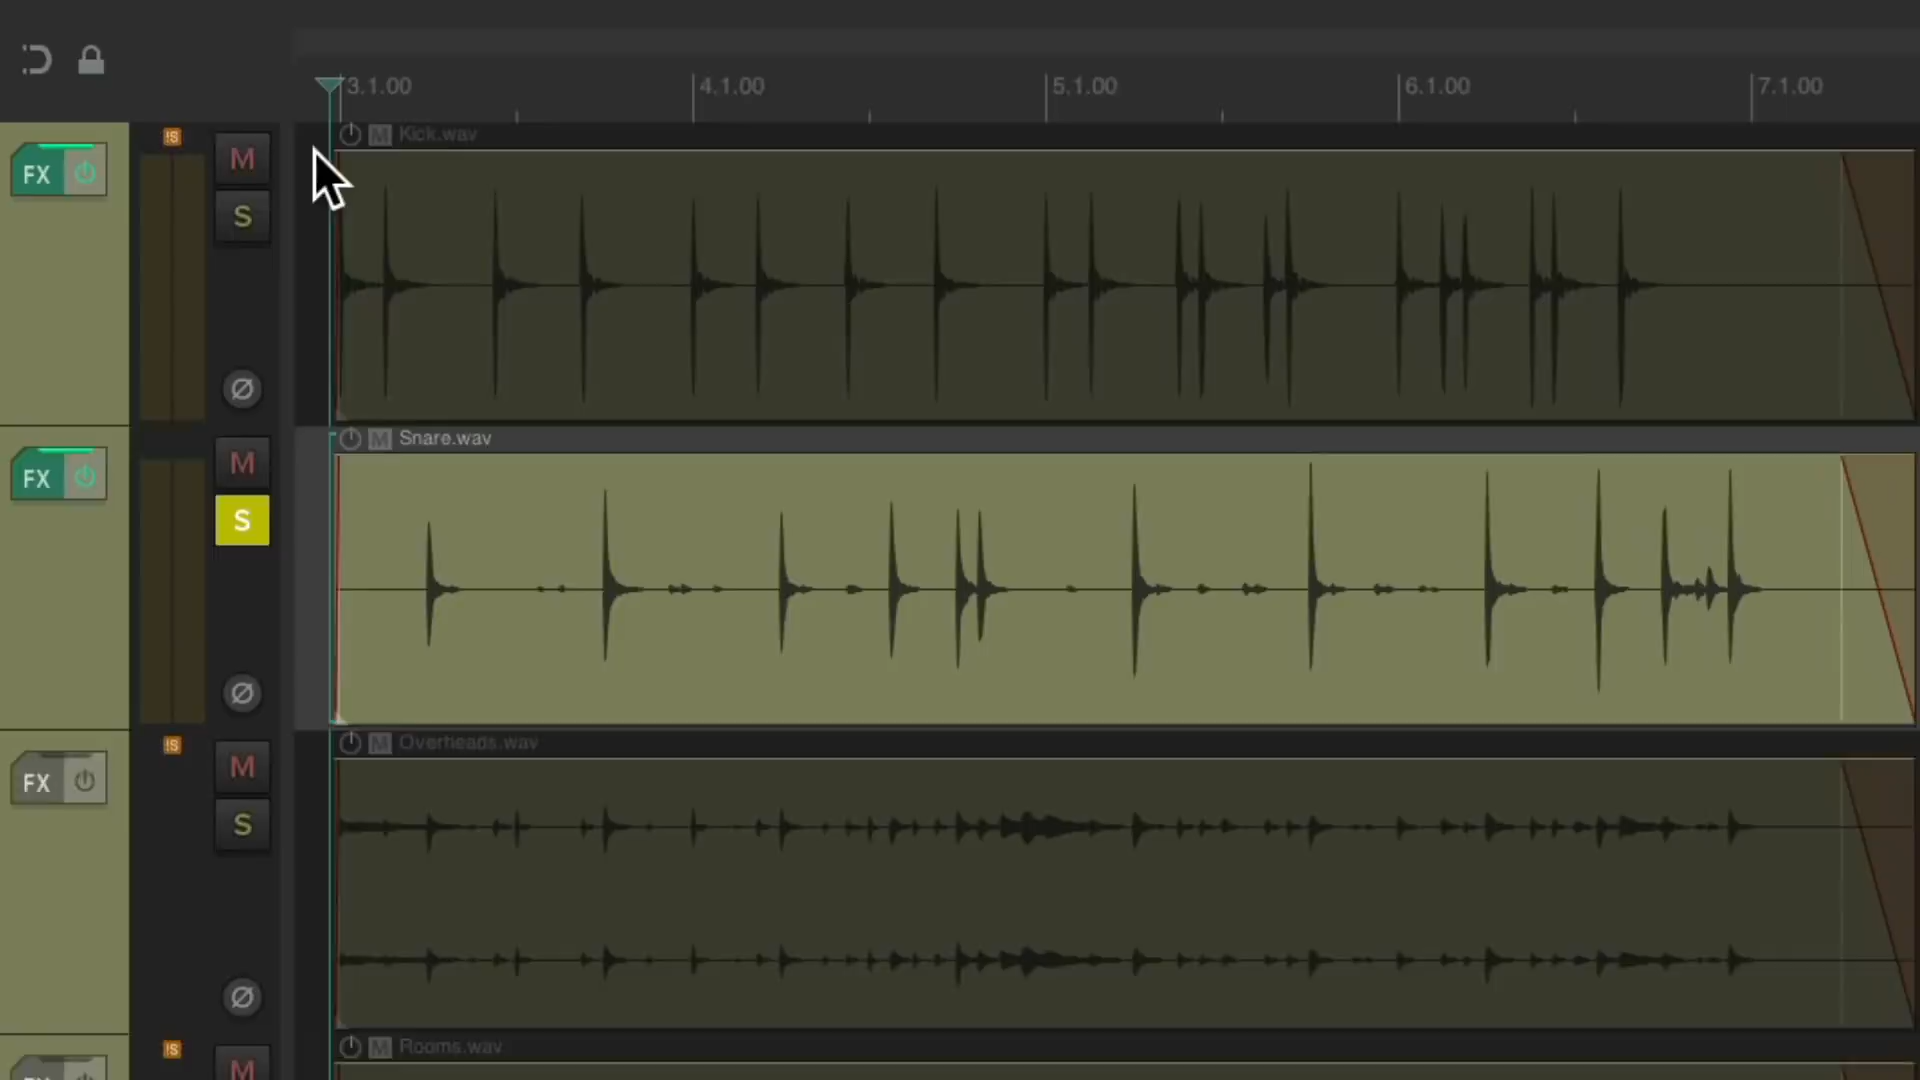 3.1.00 4.1.00 5.1.00 6.1.00 7.1.00
!S M M Kick.wav
FX S
M M Snare.wav
FX S
!S M M Overheads.wav
FX S
!S M M Rooms.wav